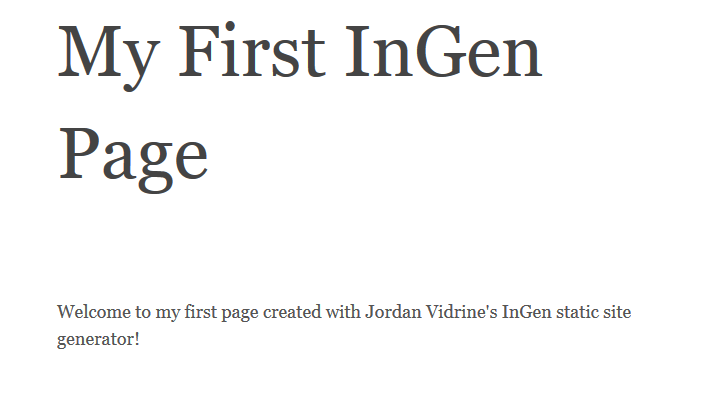 My First InGen
Page
Welcome to my first page created with Jordan Vidrine's InGen static site
generator!